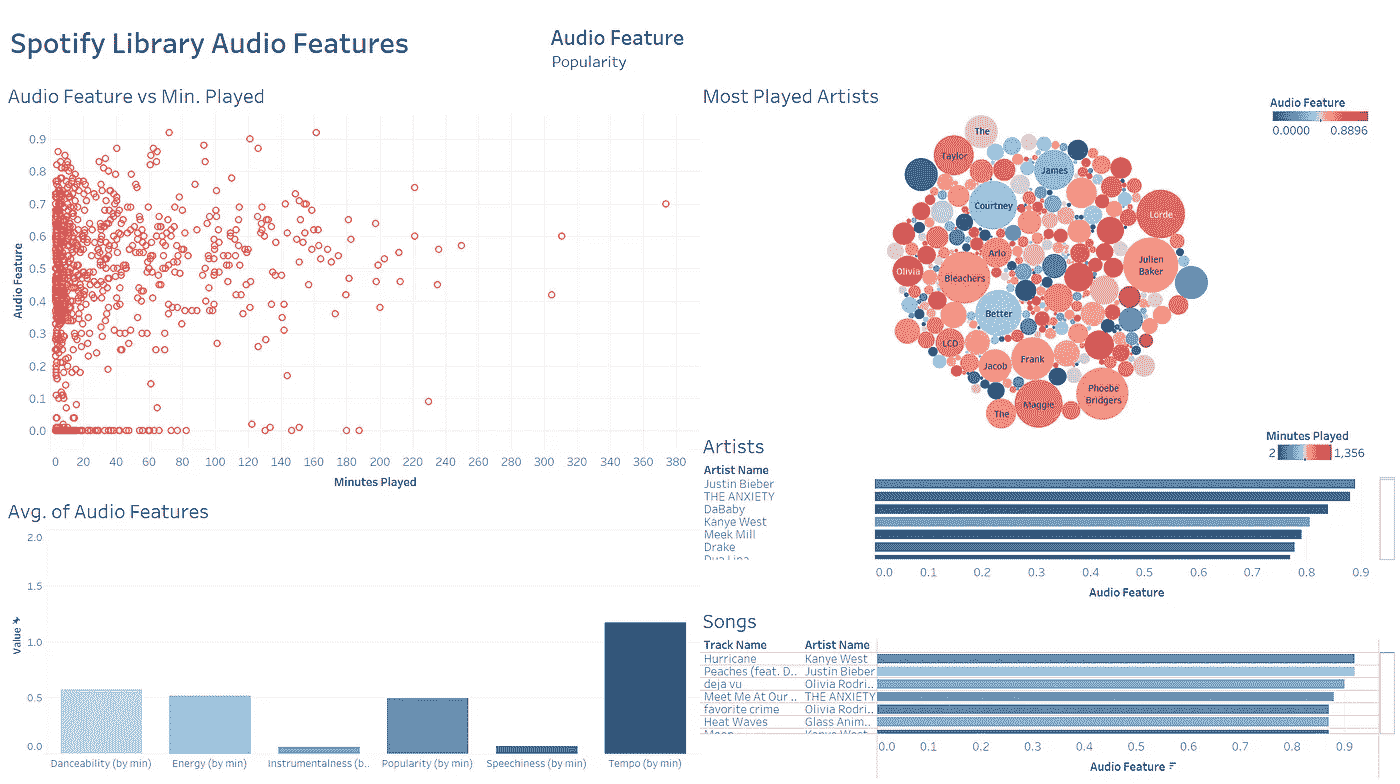 Spotify Library Audio Features
Audio Feature
Popularity
Audio Feature vs Min. Played
Audio Feature
0.9
0.8
0.7
0.6
0.5
0.4
0.3
0.2
0.1
0.0
0 20 40 60 80 100 120 140 160 180 200 220 240 260 280 300 320 340 360 380
Minutes Played
Avg. of Audio Features
Value
2.0
1.5
1.0
0.5
0.0
Danceability (by min) Energy (by min) Instrumentalness (b.. Popularity (by min) Speechiness (by min) Tempo (by min)
Most Played Artists
Audio Feature
0.0000 0.8896
The
Taylor
James
Courtney
Lorde
Arlo
Julien
Baker
Olivia
Bleachers
Better
LCD
Frank
Jacob
Phoebe
Bridgers
Maggie
The
Artists
Minutes Played
2 1,356
Artist Name
Justin Bieber
THE ANXIETY
DaBaby
Kanye West
Meek Mill
Drake
Dua Lipa
0.0 0.1 0.2 0.3 0.4 0.5 0.6 0.7 0.8 0.9
Audio Feature
Songs
Track Name Artist Name
Hurricane Kanye West
Peaches (feat. D.. Justin Bieber
deja vu Olivia Rodri..
Meet Me At Our .. THE ANXIETY
favorite crime Olivia Rodri..
Heat Waves Glass Anim..
Moon Kanye West
0.0 0.1 0.2 0.3 0.4 0.5 0.6 0.7 0.8 0.9
Audio Feature